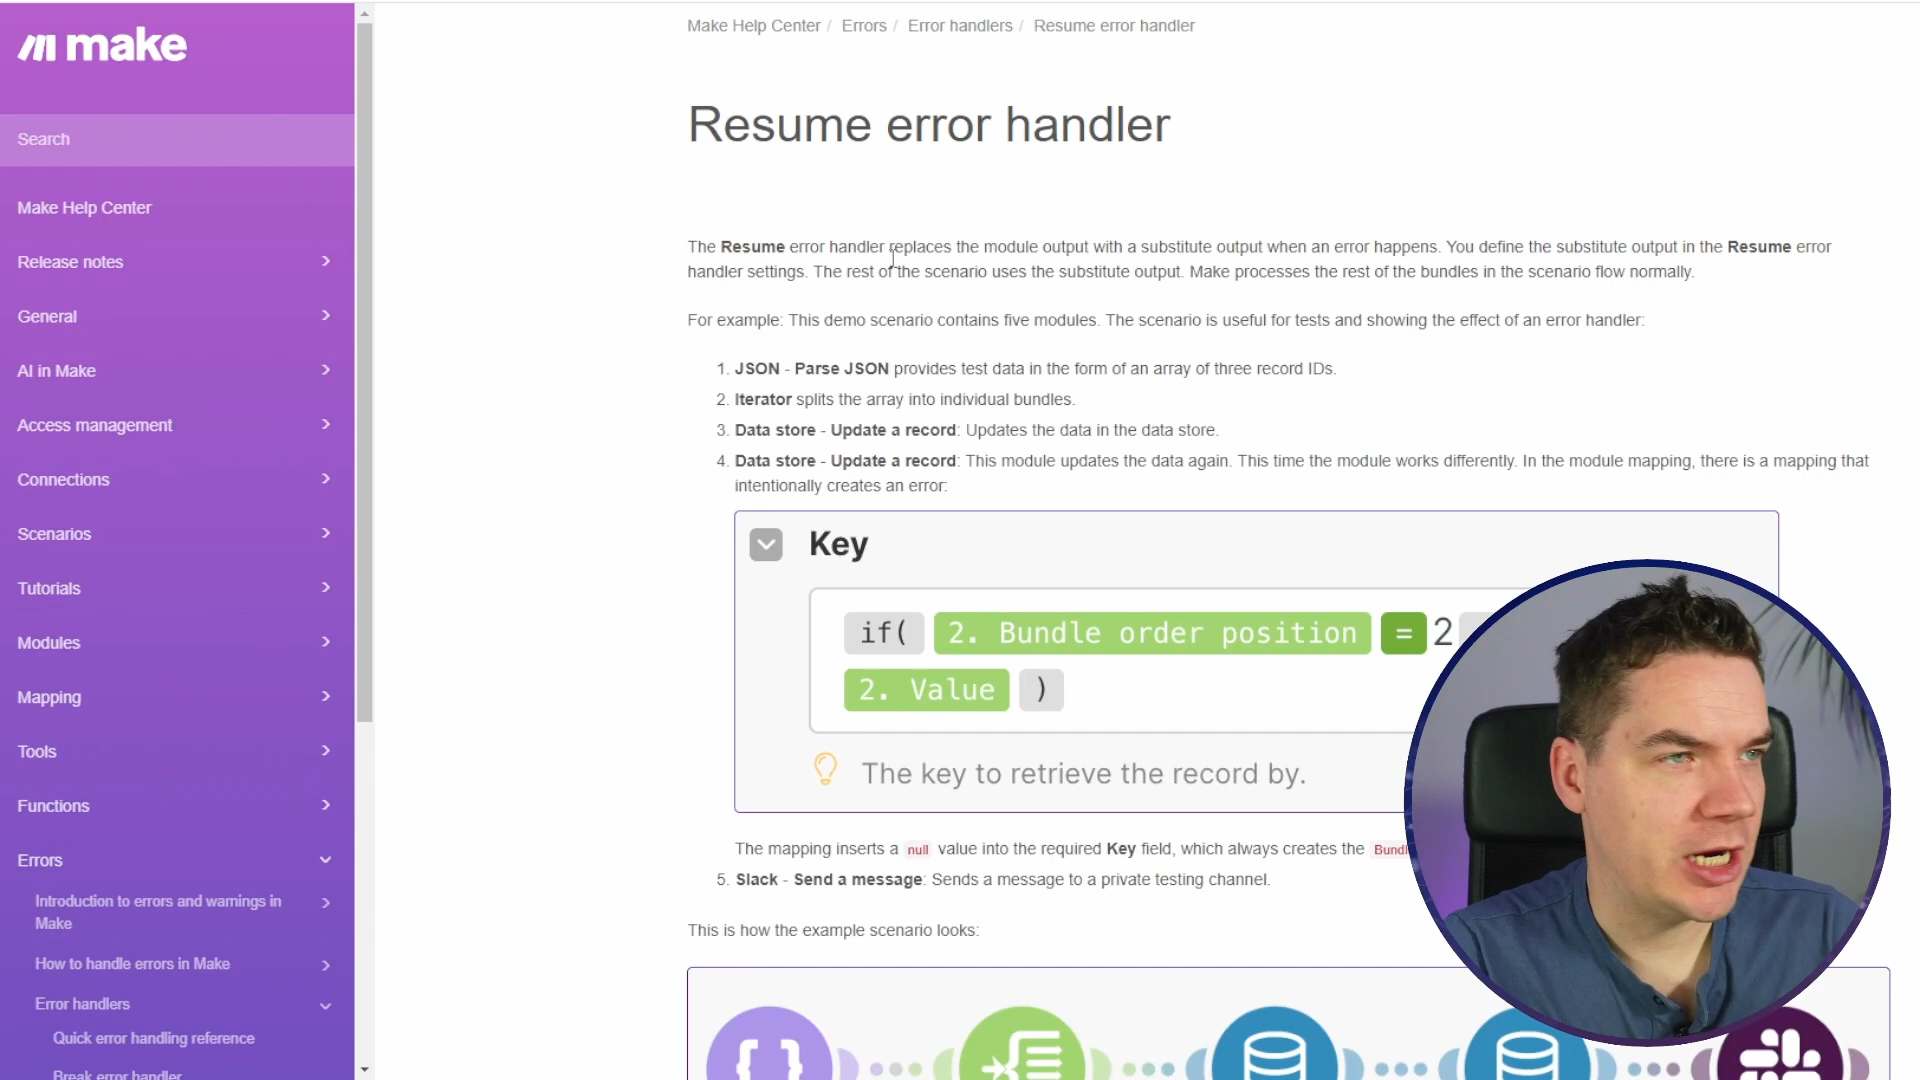 make
Search
Make Help Center
Release notes
General
AI in Make
Access management
Connections
Scenarios
Tutorials
Modules
Mapping
Tools
Functions
Errors
Introduction to errors and warnings in
Make
How to handle errors in Make
Error handlers
Quick error handling reference
Break error handler
Make Help Center / Errors / Error handlers / Resume error handler
Resume error handler
The Resume error handler replaces the module output with a substitute output when an error happens. You define the substitute output in the Resume error
handler settings. The rest of the scenario uses the substitute output. Make processes the rest of the bundles in the scenario flow normally.
For example: This demo scenario contains five modules. The scenario is useful for tests and showing the effect of an error handler:
1. JSON - Parse JSON provides test data in the form of an array of three record IDs.
2. Iterator splits the array into individual bundles.
3. Data store - Update a record: Updates the data in the data store.
4. Data store - Update a record: This module updates the data again. This time the module works differently. In the module mapping, there is a mapping that
intentionally creates an error:
Key
if( 2. Bundle order position = 2
2. Value )
The key to retrieve the record by.
The mapping inserts a null value into the required Key field, which always creates the Bundl
5. Slack - Send a message: Sends a message to a private testing channel.
This is how the example scenario looks: